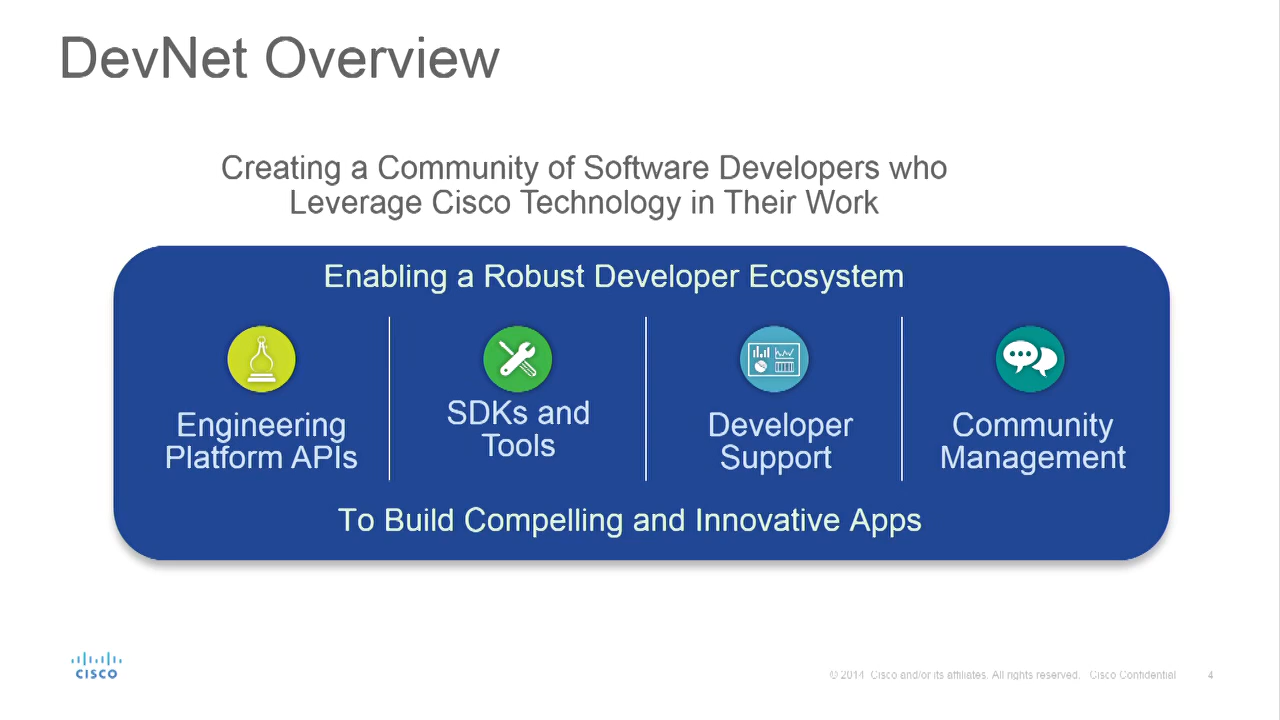 DevNet Overview
Creating a Community of Software Developers who
Leverage Cisco Technology in Their Work
Enabling a Robust Developer Ecosystem
Engineering
Platform APIs
SDKs and
Tools
Developer
Support
Community
Management
To Build Compelling and Innovative Apps
CISCO
© 2014 Cisco and/or its affiliates. All rights reserved. Cisco Confidential 4